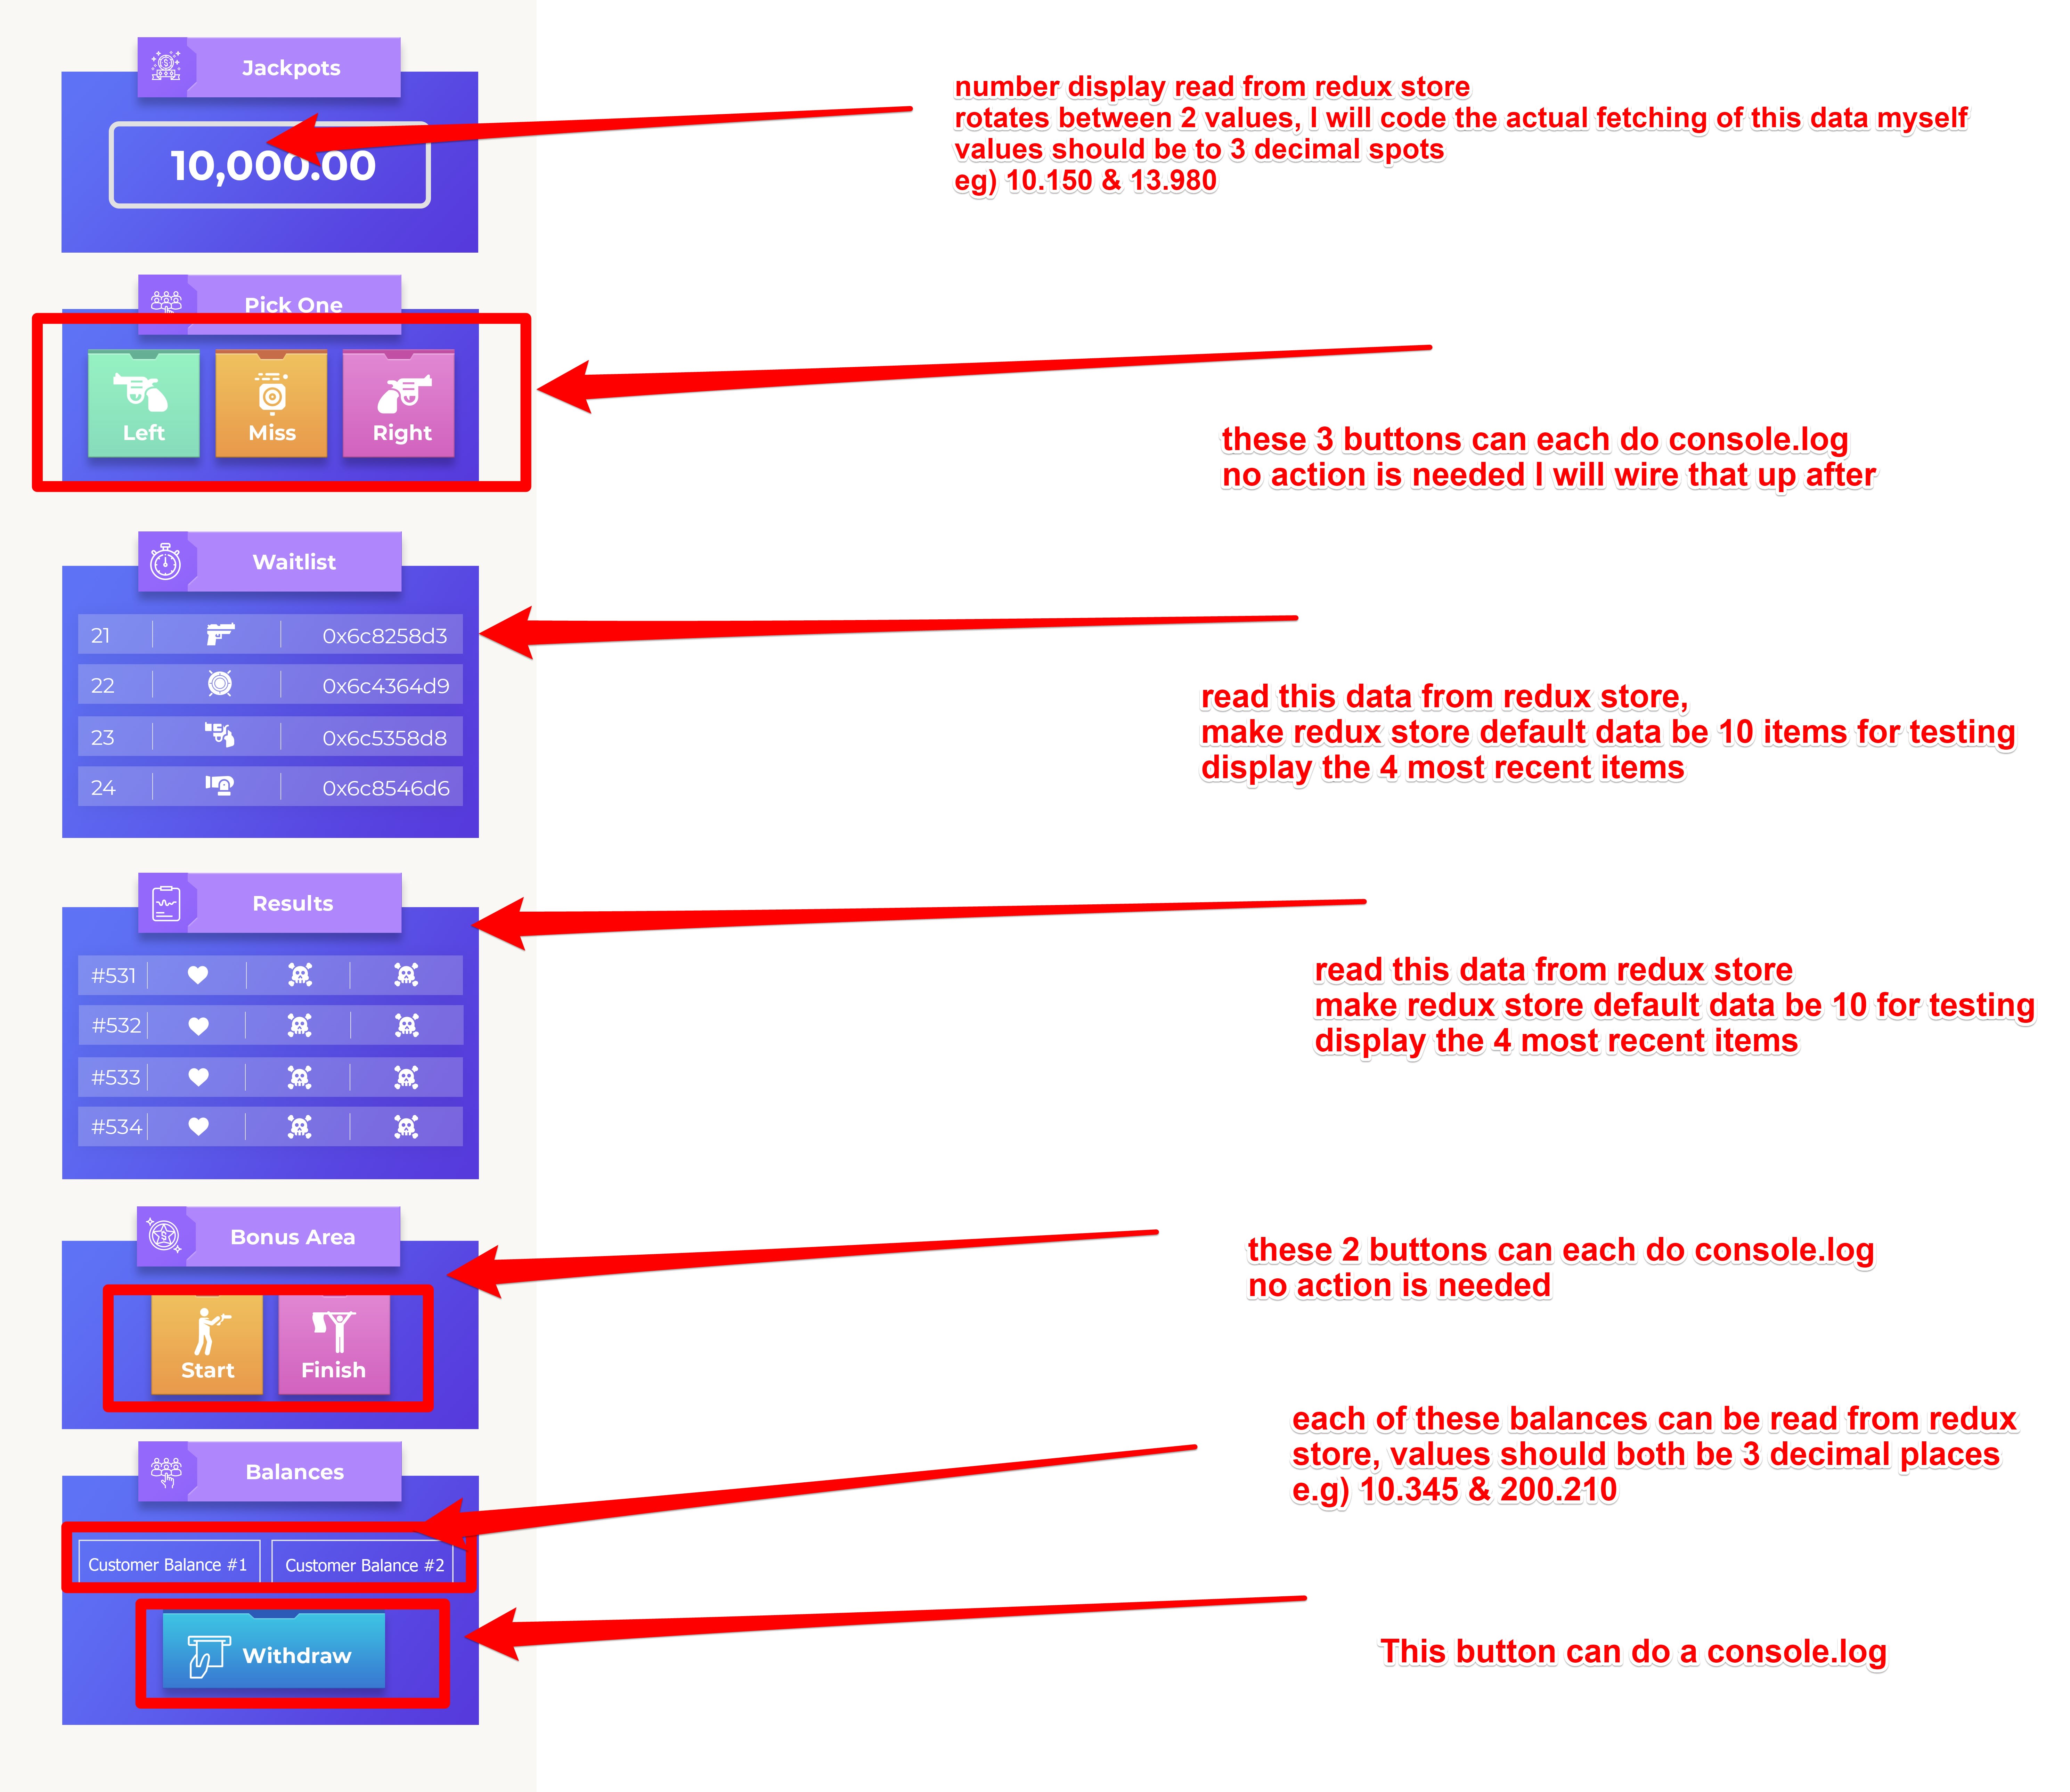 Jackpots
10,000.00
number display read from redux store
rotates between 2 values, I will code the actual fetching of this data myself
values should be to 3 decimal spots
eg) 10.150 & 13.980
Pick One
Left
Miss
Right
these 3 buttons can each do console.log
no action is needed I will wire that up after
Waitlist
21
0x6c8258d3
22
0x6c4364d9
23
0x6c5358d8
24
0x6c8546d6
read this data from redux store,
make redux store default data be 10 items for testing
display the 4 most recent items
Results
#531
#532
#533
#534
read this data from redux store
make redux store default data be 10 for testing
display the 4 most recent items
Bonus Area
Start
Finish
these 2 buttons can each do console.log
no action is needed
Balances
Customer Balance #1
Customer Balance #2
each of these balances can be read from redux
store, values should both be 3 decimal places
e.g) 10.345 & 200.210
Withdraw
This button can do a console.log